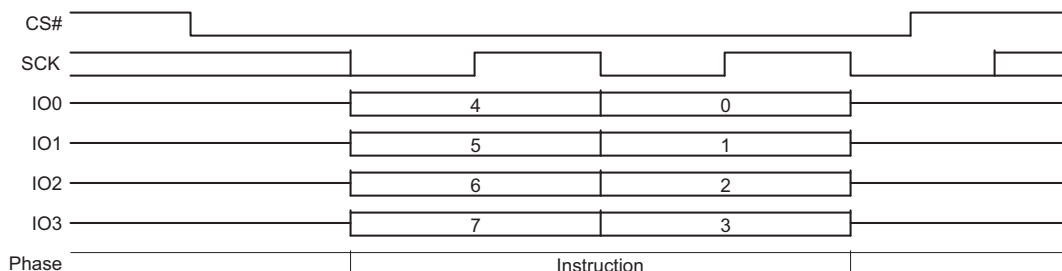 CS#
SCK
IO0 4 0
IO1 5 1
IO2 6 2
IO3 7 3
Phase Instruction